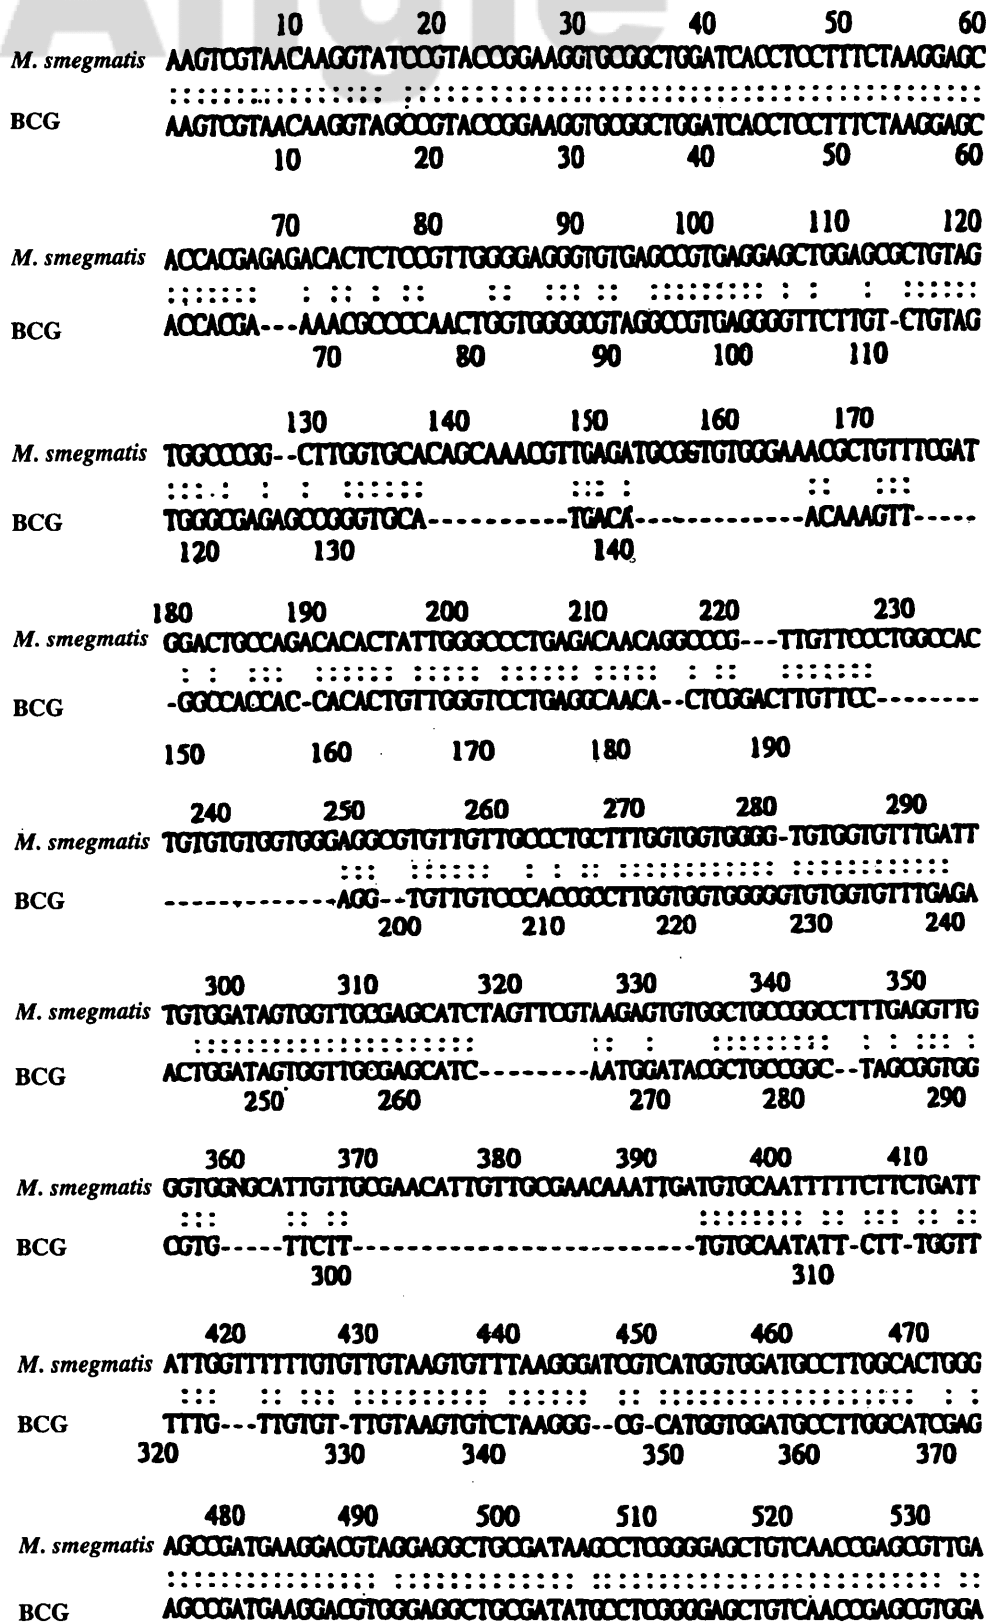 Angle
10 20 30 40 50 60
M. smegmatis AAGTCGTAACAAGGTATCCGTACCGGAAGGTGCGGCTGGATCACCTCCTTTCTAAGGAGC
::::::::::::::::  ::::::::::::::::::::::::::::::::::::::::::
BCG AAGTCGTAACAAGGTAGCCGTACCGGAAGGTGCGGCTGGATCACCTCCTTTCTAAGGAGC
10 20 30 40 50 60
70 80 90 100 110 120
M. smegmatis ACCACGAGAGACACTCTCCCGTTGGGGAGGGTGTGAGCCGTGAGGAGCTGGAGCGCTGTAG
BCG ACCACGA---AAACGCCCCAACTGGTGGGGCGTAGGCCGTGAGGGGTTCTTGT-CTGTAG
70 80 90 100 110
130 140 150 160 170
M. smegmatis TGGCCCGG--CTTGGTGCACAGCAAACGTTGAGATGCGGTGTGGGAAACGCTGTTTCGAT
BCG TGGGCGAGAGCCGGGTGCA-----------TGACA-------------ACAAAGTT-----
120 130 140
180 190 200 210 220 230
M. smegmatis GGACTGCCAGACACACTATTGGGCCCTGAGACAACAGGCCCG---TTGTTCCCTGGCCAC
BCG -GGCCACCAC-CACACTGTTGGGTCCTGAGGCAACA--CTCGGACTTGTTCC--------
150 160 170 180 190
240 250 260 270 280 290
M. smegmatis TGTGTGTGGTGGGAGGCGTGTTGTTGCCCTGCTTTGGTGGTGGGG-TGTGGTGTTTGATT
BCG -------------AGG--TGTTGTCCCACCGCCTTGGTGGTGGGGGTGTGGTGTTTGAGA
200 210 220 230 240
300 310 320 330 340 350
M. smegmatis TGTGGATAGTGGTTGCGAGCATCTAGTTCGTAAGAGTGTGGCTGCCGGCCTTTGAGGTTG
BCG ACTGGATAGTGGTTGCGAGCATC--------AATGGATACGCTGCCGGC--TAGCGGTGG
250 260 270 280 290
360 370 380 390 400 410
M. smegmatis GGTGGNGCATTGTTGCGAACATTGTTGCGAACAAATTGATGTGCAATTTTTCTTCTGATT
BCG CGTG-----TTCTT-------------------------TGTGCAATATT-CTT-TGGTT
300 310
420 430 440 450 460 470
M. smegmatis ATTGGTTTTTTGTGTTGTAAGTGTTTAAGGGATCGTCATGGTGGATGCCTTGGCACTGGG
BCG TTTG---TTGTGT-TTGTAAGTGTCTAAGGG--CG-CATGGTGGATGCCTTGGCATCGAG
320 330 340 350 360 370
480 490 500 510 520 530
M. smegmatis AGCCGATGAAGGACGTAGGAGGCTGCGATAAGCCTCGGGGAGCTGTCAACCGAGCGTTGA
BCG AGCCGATGAAGGACGTGGGAGGCTGCGATATGCCTCGGGGAGCTGTCAACCGAGCGTGGA